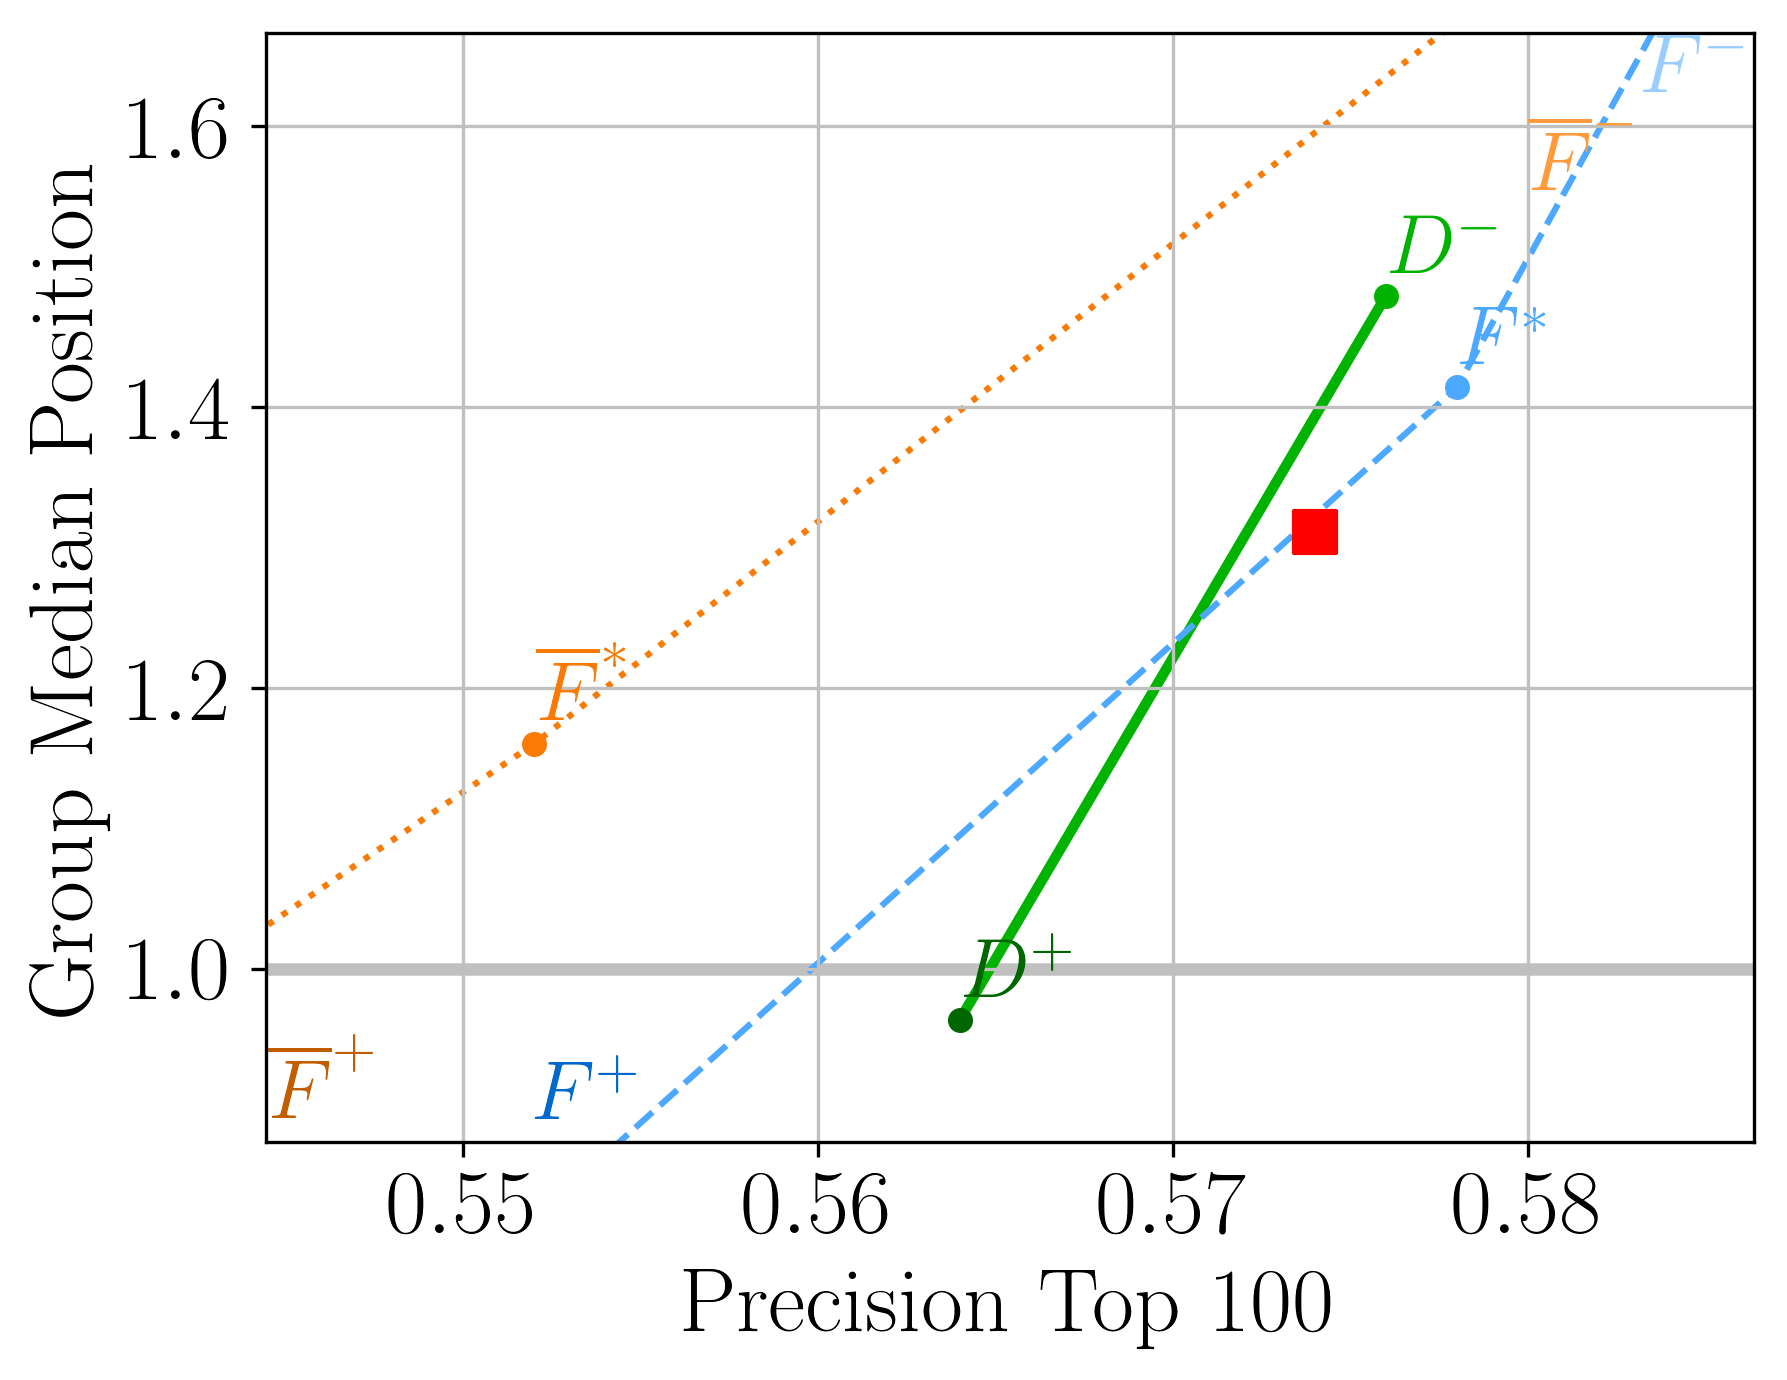 F⁻
1.6
F̅⁻
D⁻
F*
1.4
F̅*
1.2
D⁺
1.0
F̅⁺
F⁺
0.55 0.56 0.57 0.58
Precision Top 100
Group Median Position